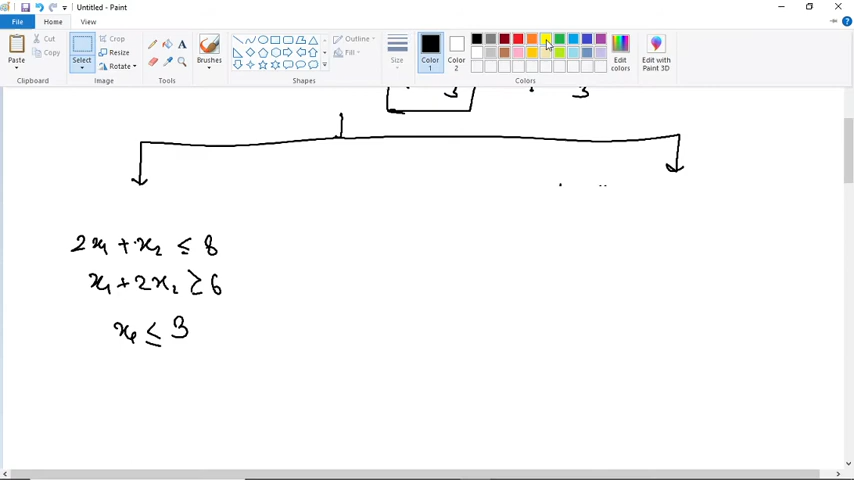 Untitled - Paint
File Home View
Paste
Cut
Copy
Clipboard
Select
Crop
Resize
Rotate
Image
Tools
Brushes
Shapes
Outline
Fill
Size
Color 1
Color 2
Colors
Edit colors
Edit with Paint 3D
3 3
2x₁ + x₂ ≤ 8
x₁ + 2x₂ ≥ 6
≤ 3